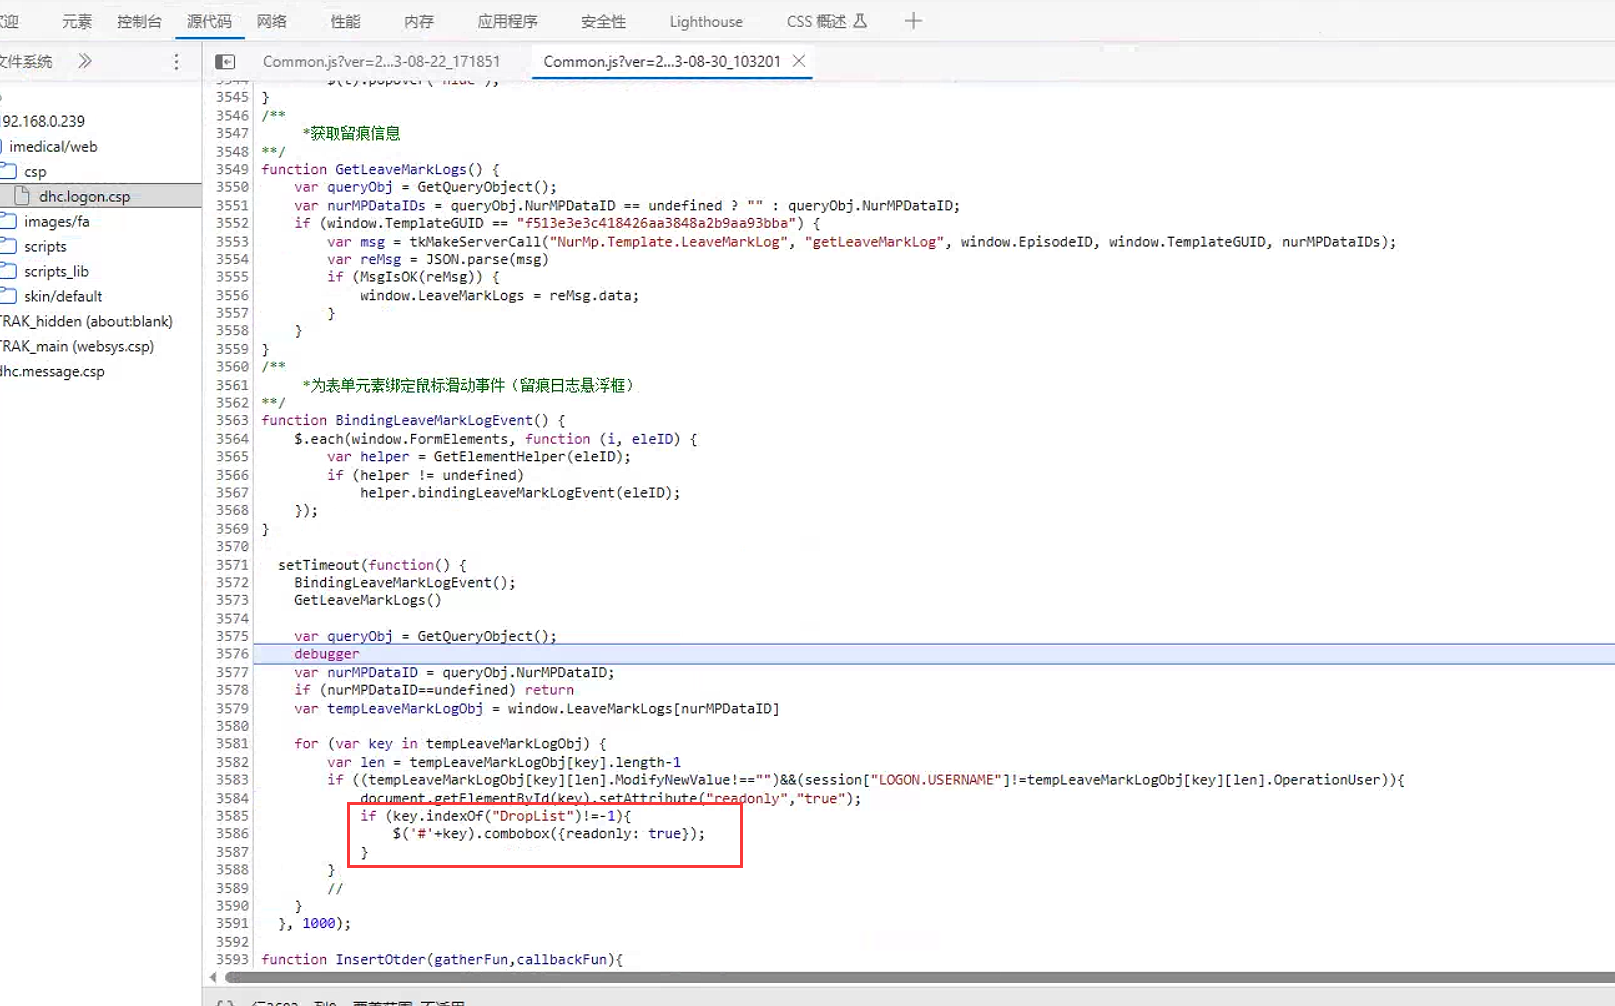 元素 控制台 源代码 网络 性能 内存 应用程序 安全性 Lighthouse CSS 概述
文件系统
Common.js?ver=2...3-08-22_171851 Common.js?ver=2...3-08-30_103201
92.168.0.239
imedical/web
csp
dhc.logon.csp
images/fa
scripts
scripts_lib
skin/default
TRAK_hidden (about:blank)
TRAK_main (websys.csp)
dhc.message.csp
3545 }
3546 /**
3547 *获取留痕信息
3548 **/
3549 function GetLeaveMarkLogs() {
3550 var queryObj = GetQueryObject();
3551 var nurMPDataIDs = queryObj.NurMPDataID == undefined ? "" : queryObj.NurMPDataID;
3552 if (window.TemplateGUID == "f513e3e3c418426aa3848a2b9aa93bba") {
3553 var msg = tkMakeServerCall("NurMp.Template.LeaveMarkLog", "getLeaveMarkLog", window.EpisodeID, window.TemplateGUID, nurMPDataIDs);
3554 var reMsg = JSON.parse(msg)
3555 if (MsgIsOK(reMsg)) {
3556 window.LeaveMarkLogs = reMsg.data;
3557 }
3558 }
3559 }
3560 /**
3561 *为表单元素绑定鼠标滑动事件（留痕日志悬浮框）
3562 **/
3563 function BindingLeaveMarkLogEvent() {
3564 $.each(window.FormElements, function (i, eleID) {
3565 var helper = GetElementHelper(eleID);
3566 if (helper != undefined)
3567 helper.bindingLeaveMarkLogEvent(eleID);
3568 });
3569 }
3570
3571 setTimeout(function() {
3572 BindingLeaveMarkLogEvent();
3573 GetLeaveMarkLogs()
3574
3575 var queryObj = GetQueryObject();
3576 debugger
3577 var nurMPDataID = queryObj.NurMPDataID;
3578 if (nurMPDataID==undefined) return
3579 var tempLeaveMarkLogObj = window.LeaveMarkLogs[nurMPDataID]
3580
3581 for (var key in tempLeaveMarkLogObj) {
3582 var len = tempLeaveMarkLogObj[key].length-1
3583 if ((tempLeaveMarkLogObj[key][len].ModifyNewValue!=="")&&(session["LOGON.USERNAME"]!=tempLeaveMarkLogObj[key][len].OperationUser)){
3584 document.getElementById(key).setAttribute("readonly","true");
3585 if (key.indexOf("DropList")!=-1){
3586 $('#'+key).combobox({readonly: true});
3587 }
3588 }
3589 //
3590 }
3591 }, 1000);
3592
3593 function InsertOtder(gatherFun,callbackFun){